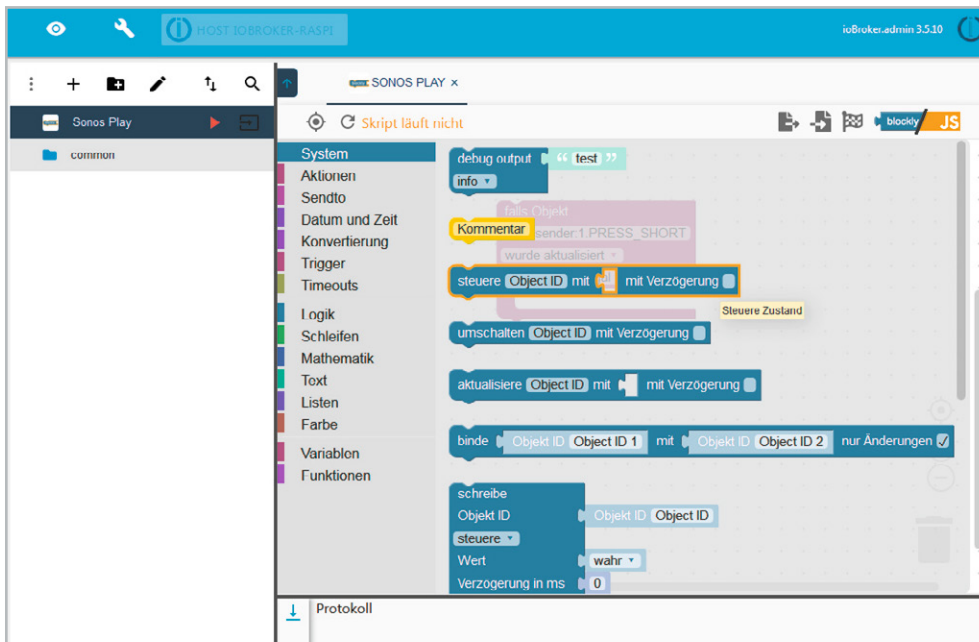 HOST IOBROKER-RASPI
ioBroker.admin 3.5.10
SONOS PLAY ×
Sonos Play
common
Skript läuft nicht
blockly JS
System
Aktionen
Sendto
Datum und Zeit
Konvertierung
Trigger
Timeouts
Logik
Schleifen
Mathematik
Text
Listen
Farbe
Variablon
Funktionen
debug output “ test ”
info
falls Objekt
Kommentar
sender:1.PRESS_SHORT
wurde aktualisiert
steuere Object ID mit mit Verzögerung
Steuere Zustand
umschalten Object ID mit Verzögerung
aktualisiere Object ID mit mit Verzögerung
binde Objekt ID Object ID 1 mit Objekt ID Object ID 2 nur Änderungen
schreibe
Objekt ID Objekt ID Object ID
steuere
Wert wahr
Verzogerung in ms 0
Protokoll